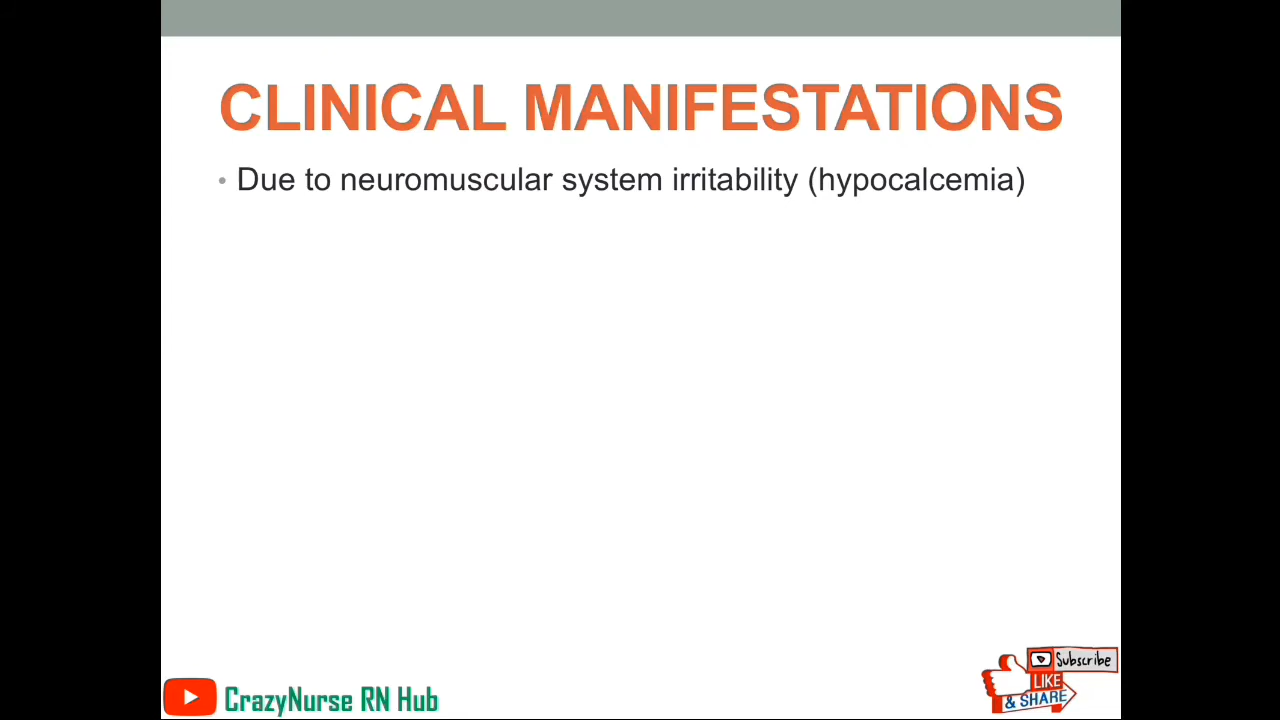 CLINICAL MANIFESTATIONS
• Due to neuromuscular system irritability (hypocalcemia)
Subscribe
LIKE
& SHARE
CrazyNurse RN Hub